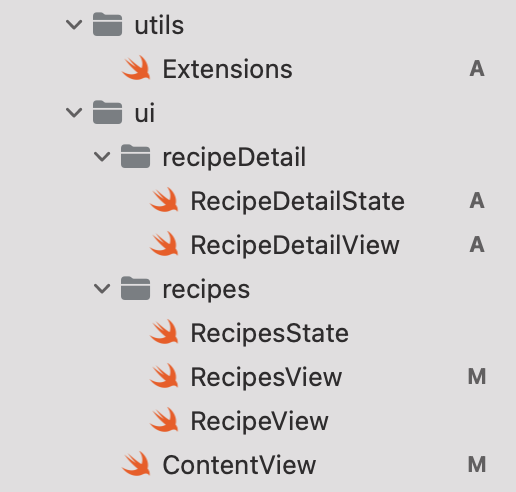 utils
Extensions A
ui
recipeDetail
RecipeDetailState A
RecipeDetailView A
recipes
RecipesState
RecipesView M
RecipeView
ContentView M